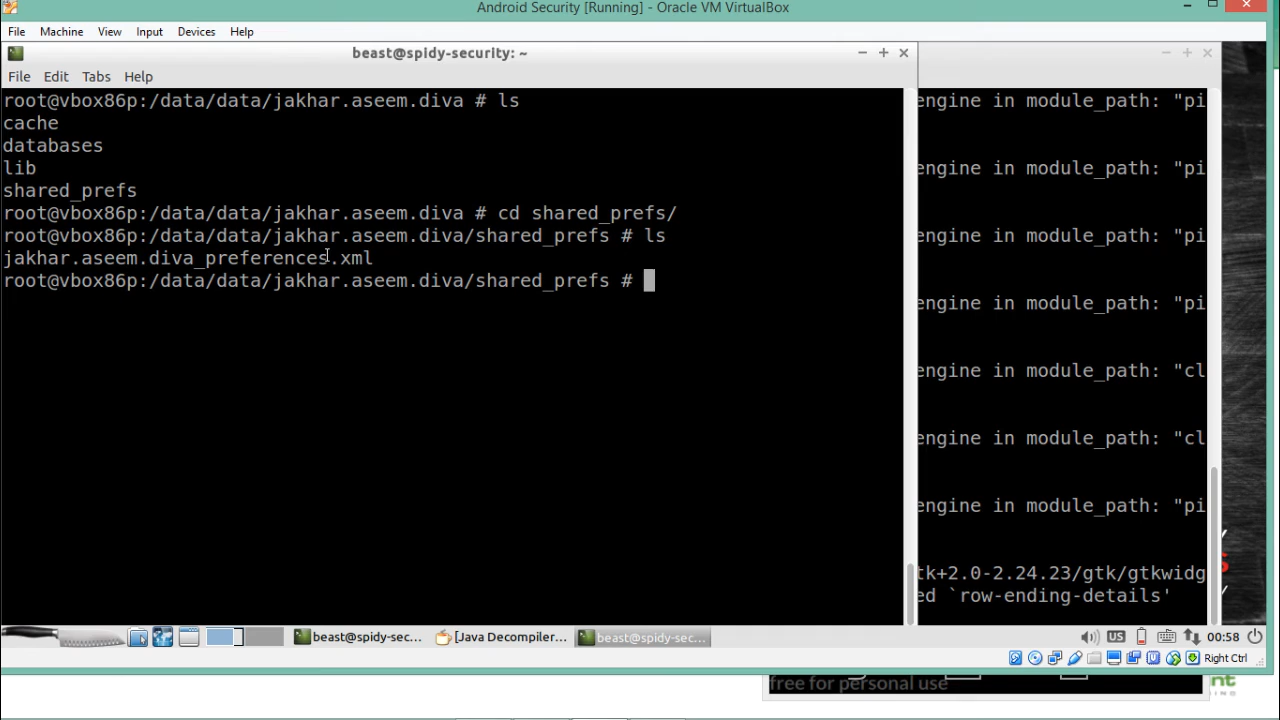 Android Security [Running] - Oracle VM VirtualBox
File Machine View Input Devices Help
beast@spidy-security: ~
File Edit Tabs Help
root@vbox86p:/data/data/jakhar.aseem.diva # ls
cache
databases
lib
shared_prefs
root@vbox86p:/data/data/jakhar.aseem.diva # cd shared_prefs/
root@vbox86p:/data/data/jakhar.aseem.diva/shared_prefs # ls
jakhar.aseem.diva_preferences.xml
root@vbox86p:/data/data/jakhar.aseem.diva/shared_prefs #
engine in module_path: "pi
engine in module_path: "pi
engine in module_path: "pi
engine in module_path: "pi
engine in module_path: "cl
engine in module_path: "cl
engine in module_path: "pi
tk+2.0-2.24.23/gtk/gtkwidg
ed `row-ending-details'
beast@spidy-sec...
[Java Decompiler...
beast@spidy-sec...
US
00:58
Right Ctrl
free for personal use